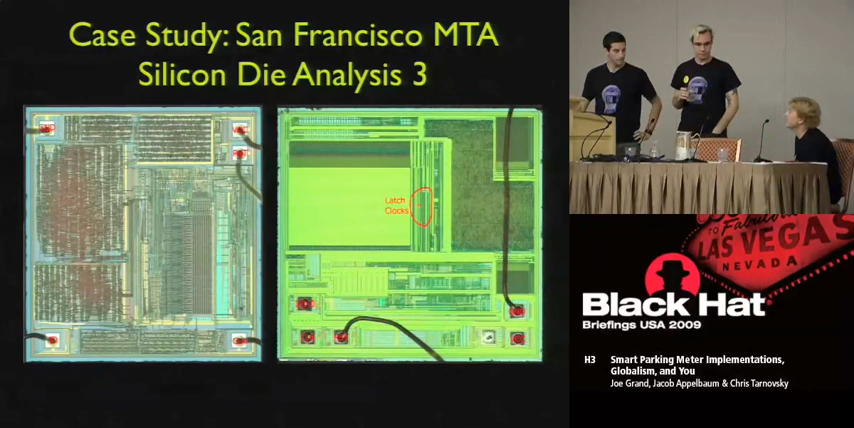 Case Study: San Francisco MTA
Silicon Die Analysis 3
Latch
Clocks
TO Fabulous
LAS VEGAS
NEVADA
Black Hat
Briefings USA 2009
H3 Smart Parking Meter Implementations,
Globalism, and You
Joe Grand, Jacob Appelbaum & Chris Tarnovsky